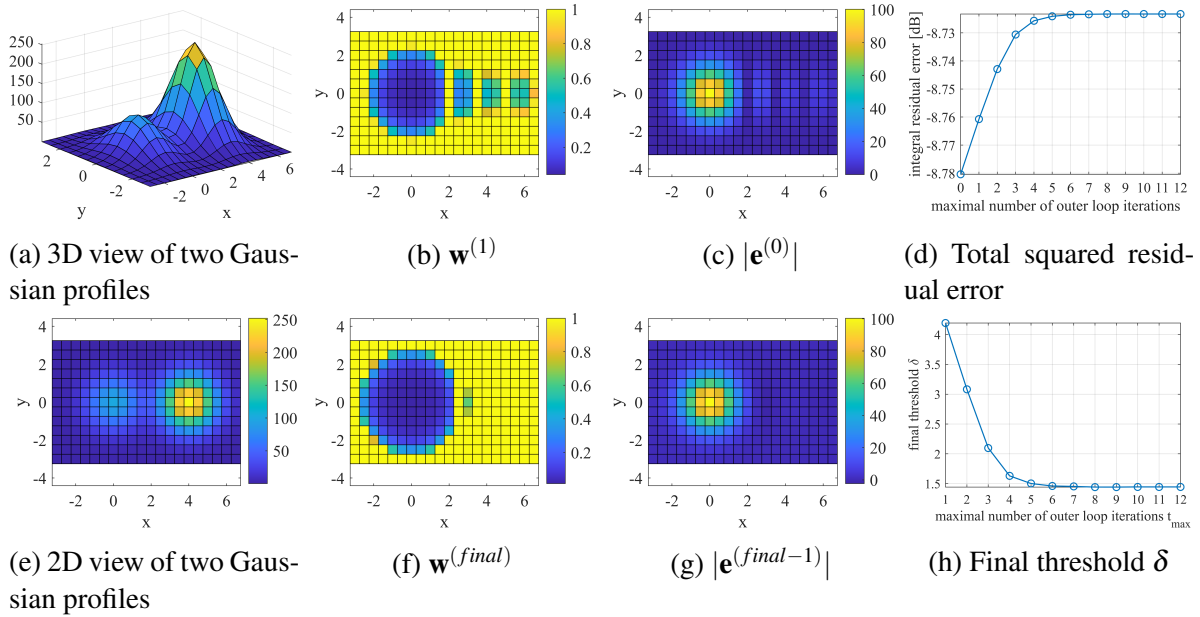 250
200
150
100
50
2
0
-2
y
-2
0
2
4
6
x
(a) 3D view of two Gaus-
sian profiles
4
2
0
-2
-4
y
-2 0 2 4 6
x
1
0.8
0.6
0.4
0.2
(b) w^(1)
4
2
0
-2
-4
y
-2 0 2 4 6
x
100
80
60
40
20
0
(c) |e^(0)|
integral residual error [dB]
-8.73
-8.74
-8.75
-8.76
-8.77
-8.78
0 1 2 3 4 5 6 7 8 9 10 11 12
maximal number of outer loop iterations
(d) Total squared resid-
ual error
4
2
0
-2
-4
y
-2 0 2 4 6
x
250
200
150
100
50
(e) 2D view of two Gaus-
sian profiles
4
2
0
-2
-4
y
-2 0 2 4 6
x
1
0.8
0.6
0.4
0.2
(f) w^(final)
4
2
0
-2
-4
y
-2 0 2 4 6
x
100
80
60
40
20
0
(g) |e^(final−1)|
final threshold δ
4
3.5
3
2.5
2
1.5
1 2 3 4 5 6 7 8 9 10 11 12
maximal number of outer loop iterations t_max
(h) Final threshold δ